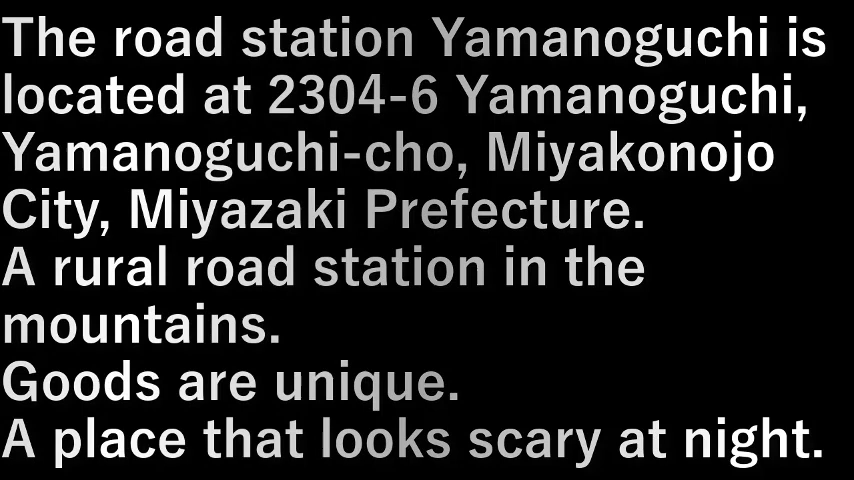 The road station Yamanoguchi is
located at 2304-6 Yamanoguchi,
Yamanoguchi-cho, Miyakonojo
City, Miyazaki Prefecture.
A rural road station in the
mountains.
Goods are unique.
A place that looks scary at night.